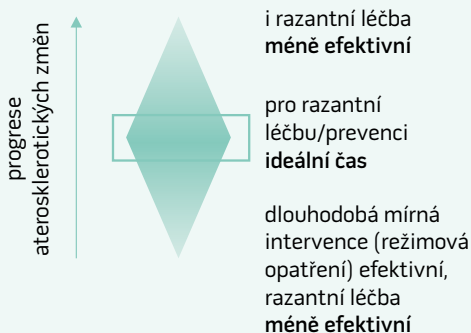 progrese
aterosklerotických změn
i razantní léčba
méně efektivní
pro razantní
léčbu/prevenci
ideální čas
dlouhodobá mírná
intervence (režimová
opatření) efektivní,
razantní léčba
méně efektivní